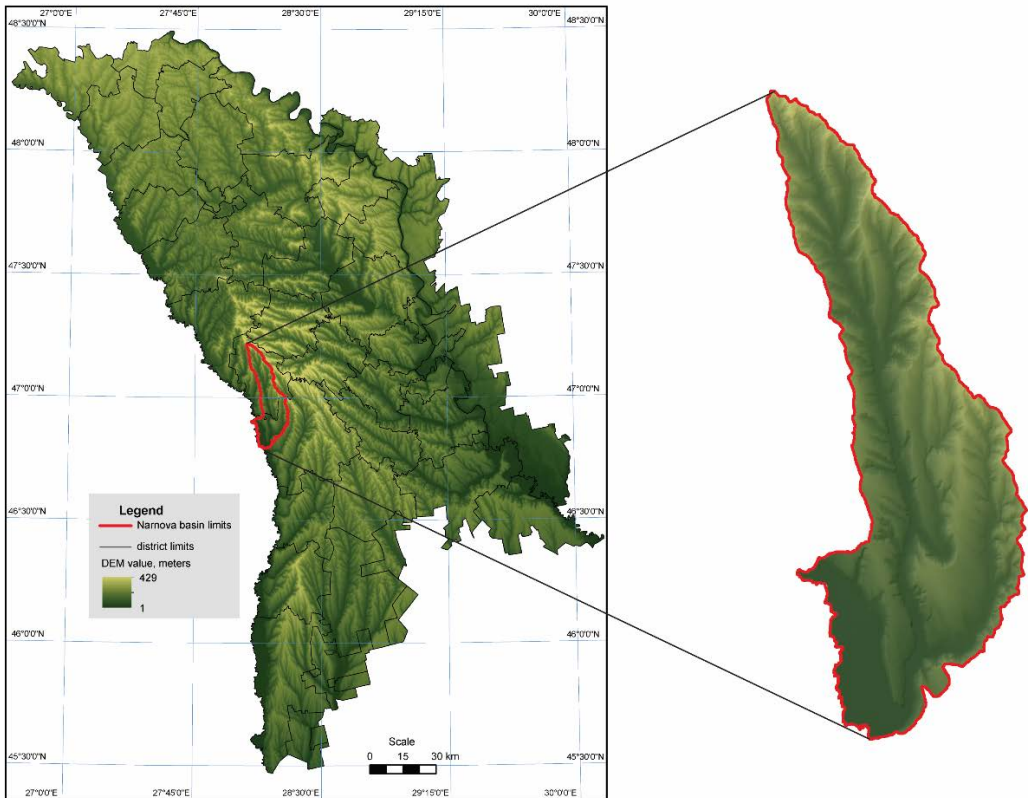 27°0'0"E 27°45'0"E 28°30'0"E 29°15'0"E 30°0'0"E
48°30'0"N 48°30'0"N
48°0'0"N 48°0'0"N
47°30'0"N 47°30'0"N
47°0'0"N 47°0'0"N
46°30'0"N 46°30'0"N
Legend
Narnova basin limits
district limits
DEM value, meters
429
1
46°0'0"N 46°0'0"N
Scale
0 15 30 km
45°30'0"N 45°30'0"N
27°0'0"E 27°45'0"E 28°30'0"E 29°15'0"E 30°0'0"E